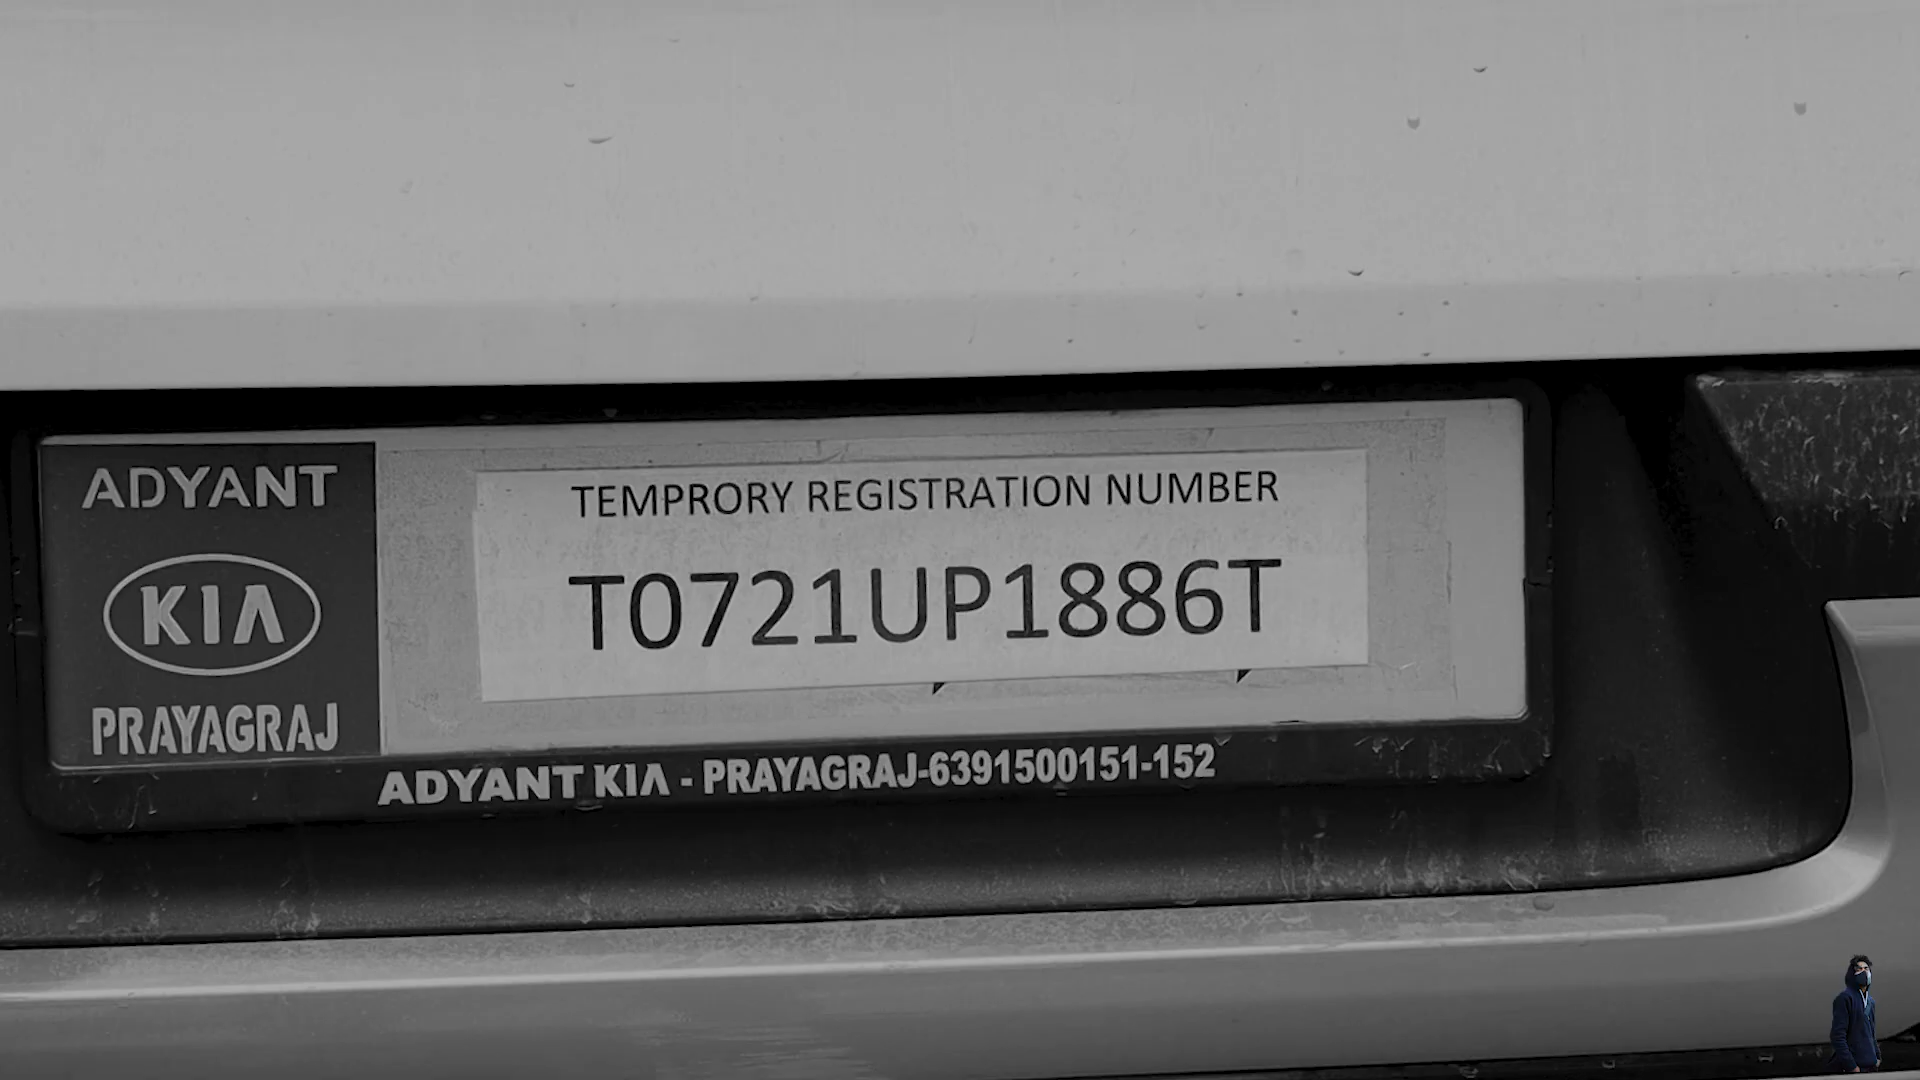 ADYANT
KIA
PRAYAGRAJ
TEMPRORY REGISTRATION NUMBER
T0721UP1886T
ADYANT KIA - PRAYAGRAJ-6391500151-152